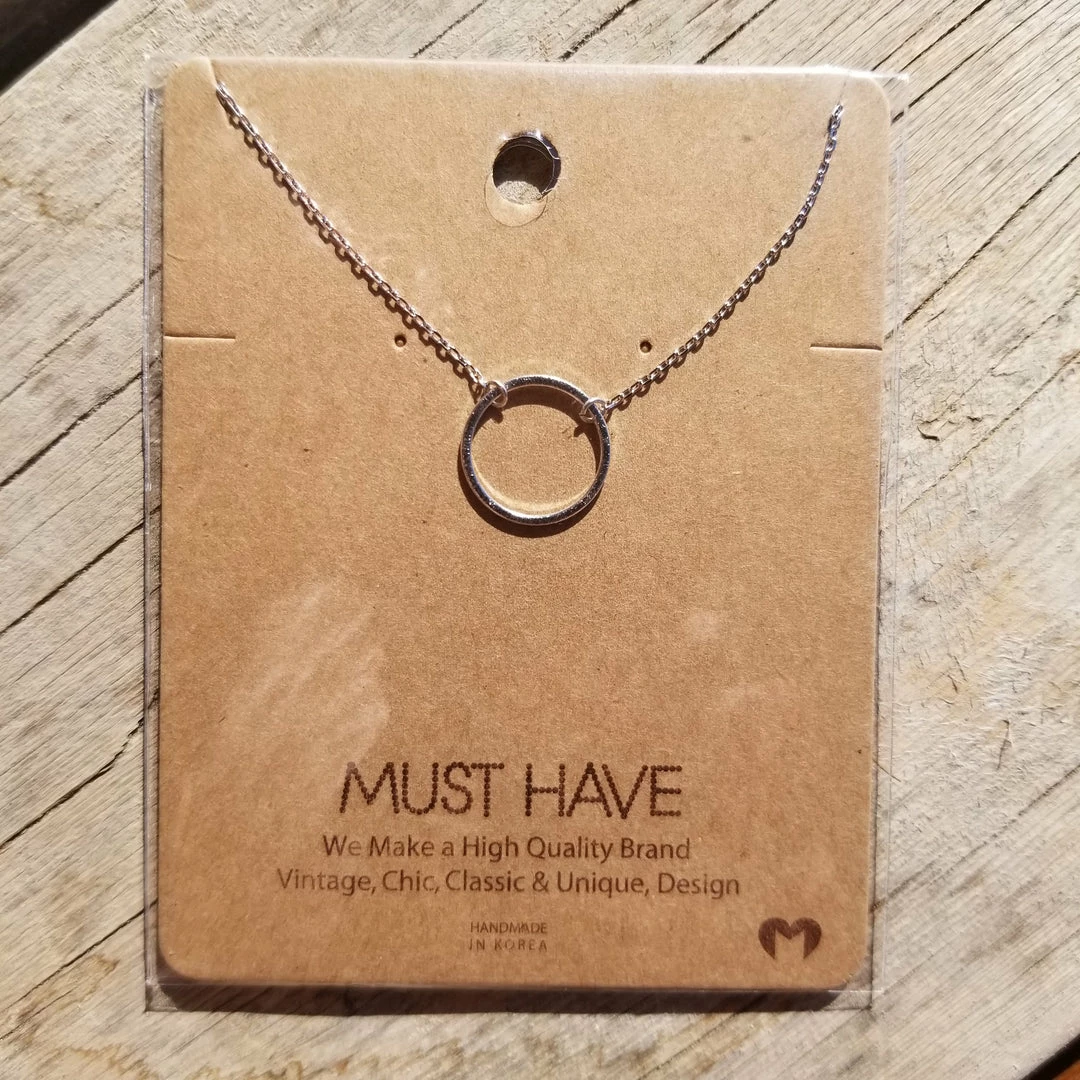 MUST HAVE
We Make a High Quality Brand
Vintage, Chic, Classic & Unique, Design
HANDMADE
IN KOREA
M